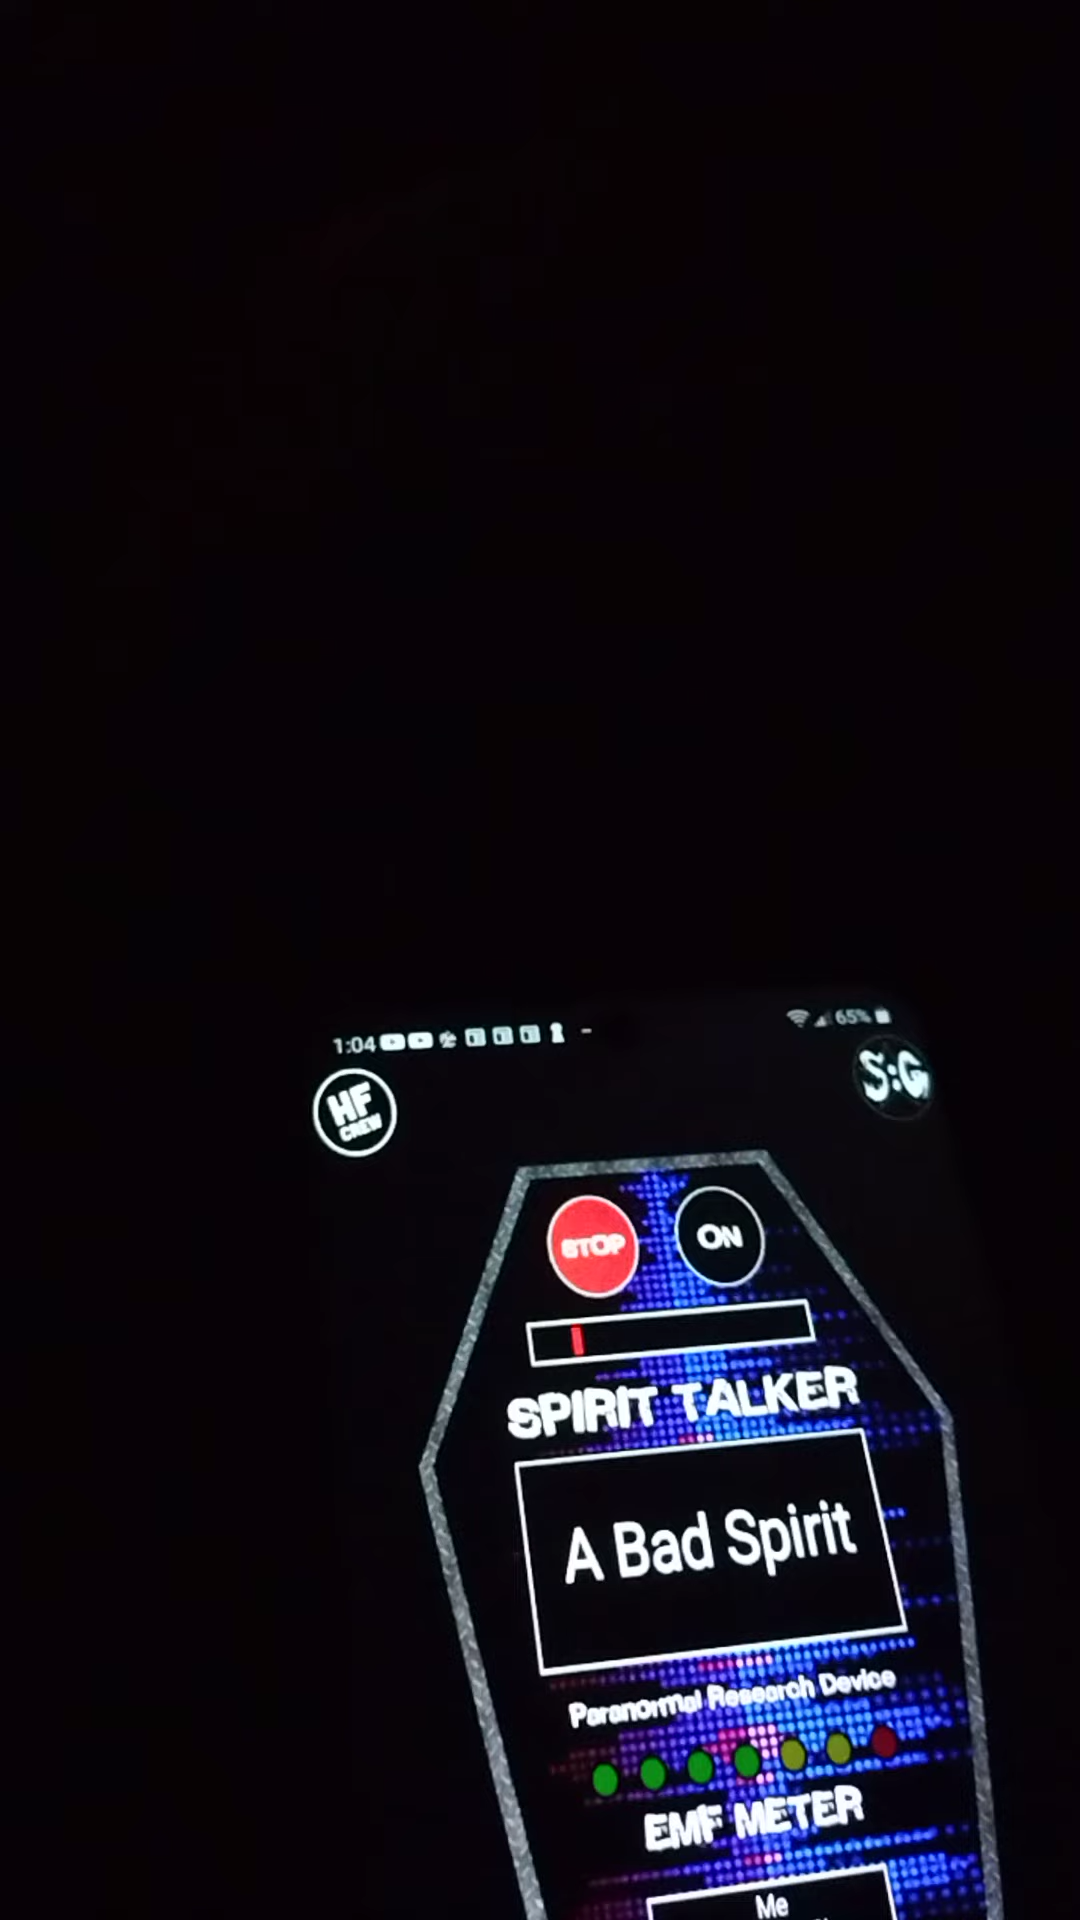 1:04
65%
HF
CREW
S:G
STOP
ON
SPIRIT TALKER
A Bad Spirit
Paranormal Research Device
EMF METER
Me